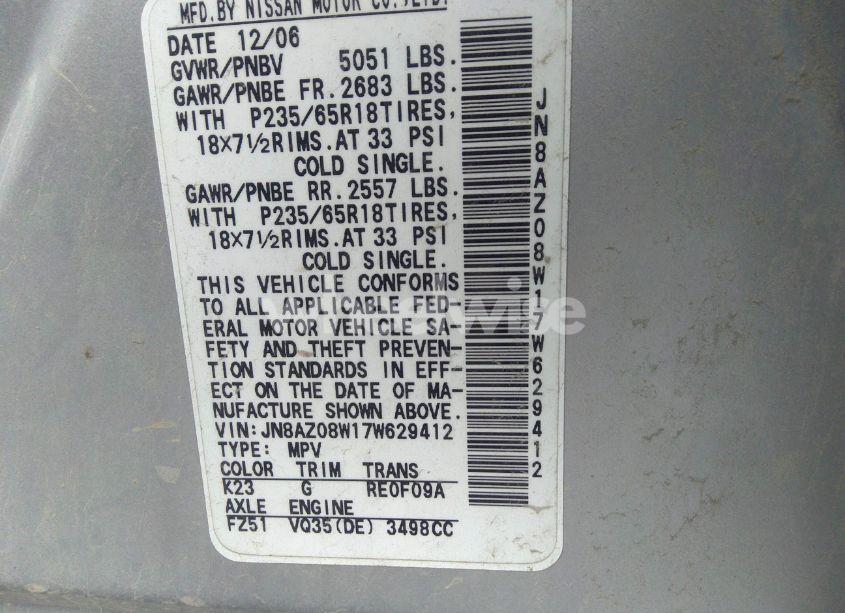 MFD.BY NISSAN MOTOR CO.,LTD.
DATE 12/06
GVWR/PNBV 5051 LBS.
GAWR/PNBE FR.2683 LBS.
WITH P235/65R18TIRES,
18×7½RIMS.AT 33 PSI
COLD SINGLE.
GAWR/PNBE RR.2557 LBS.
WITH P235/65R18TIRES,
18×7½RIMS.AT 33 PSI
COLD SINGLE.
THIS VEHICLE CONFORMS
TO ALL APPLICABLE FED-
ERAL MOTOR VEHICLE SA-
FETY AND THEFT PREVEN-
TION STANDARDS IN EFF-
ECT ON THE DATE OF MA-
NUFACTURE SHOWN ABOVE.
VIN:JN8AZ08W17W629412
TYPE: MPV
COLOR TRIM TRANS
K23 G RE0F09A
AXLE ENGINE
FZ51 VQ35(DE) 3498CC
JN8AZ08W17W629412